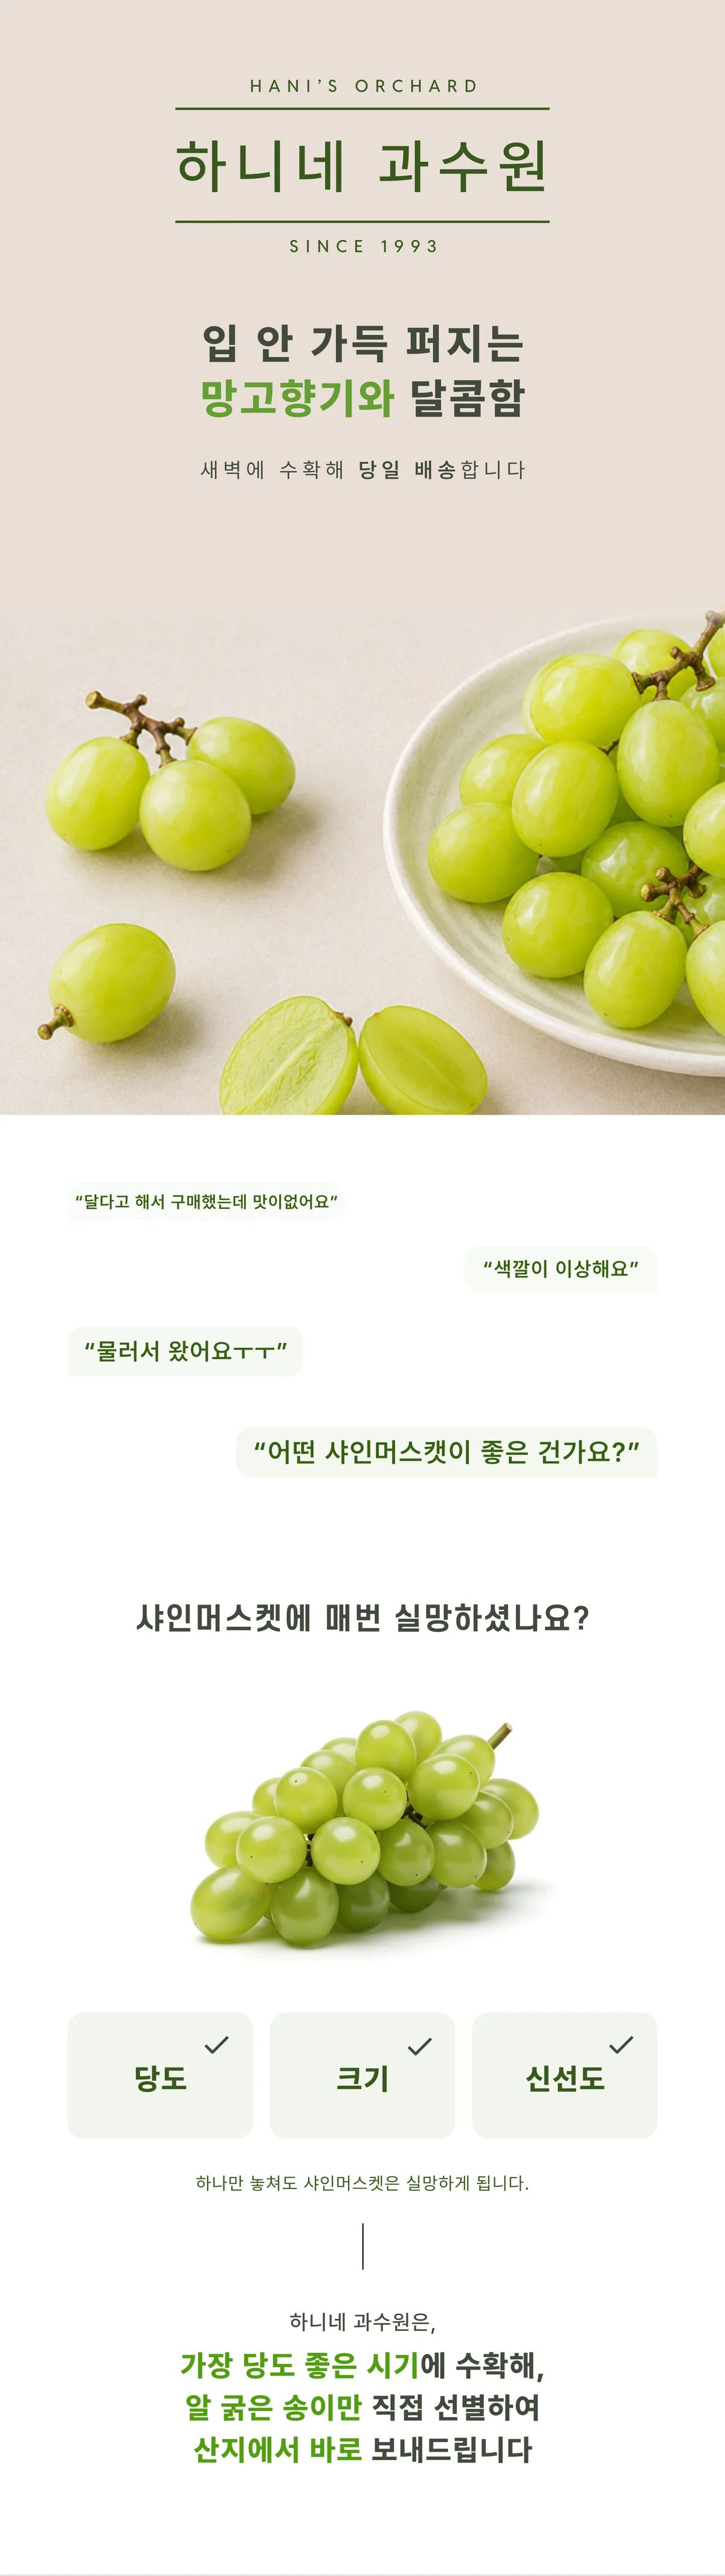 HANI'S ORCHARD
하니네 과수원
SINCE 1993
입 안 가득 퍼지는
망고향기와 달콤함
새벽에 수확해 당일 배송합니다
“달다고 해서 구매했는데 맛이없어요”
“색깔이 이상해요”
“물러서 왔어요ㅜㅜ”
“어떤 샤인머스캣이 좋은 건가요?”
샤인머스켓에 매번 실망하셨나요?
당도
크기
신선도
하나만 놓쳐도 샤인머스켓은 실망하게 됩니다.
하니네 과수원은,
가장 당도 좋은 시기에 수확해,
알 굵은 송이만 직접 선별하여
산지에서 바로 보내드립니다